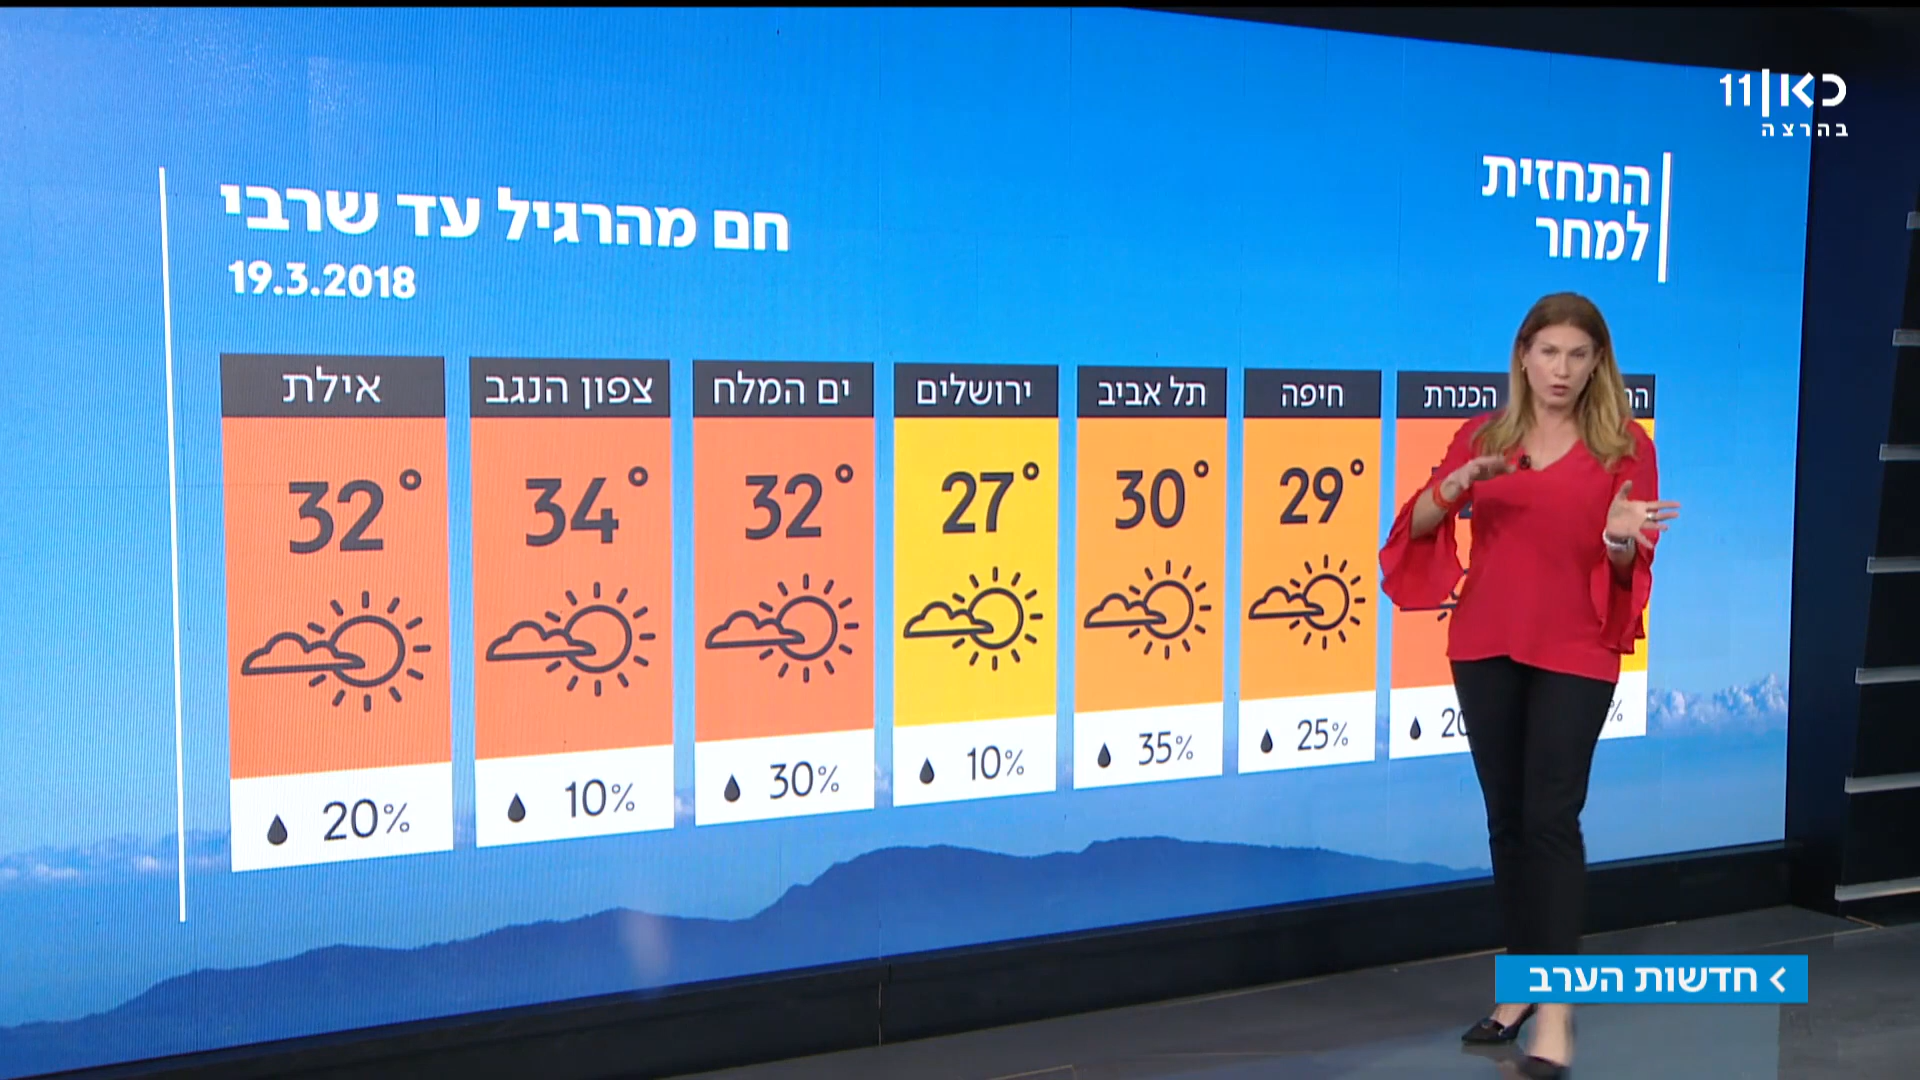 כאן 11
בהרצה
התחזית
למחר
חם מהרגיל עד שרבי
19.3.2018
הכנרת
חיפה
תל אביב
ירושלים
ים המלח
צפון הנגב
אילת
29°
30°
27°
32°
34°
32°
25%
35%
10%
30%
10%
20%
חדשות הערב